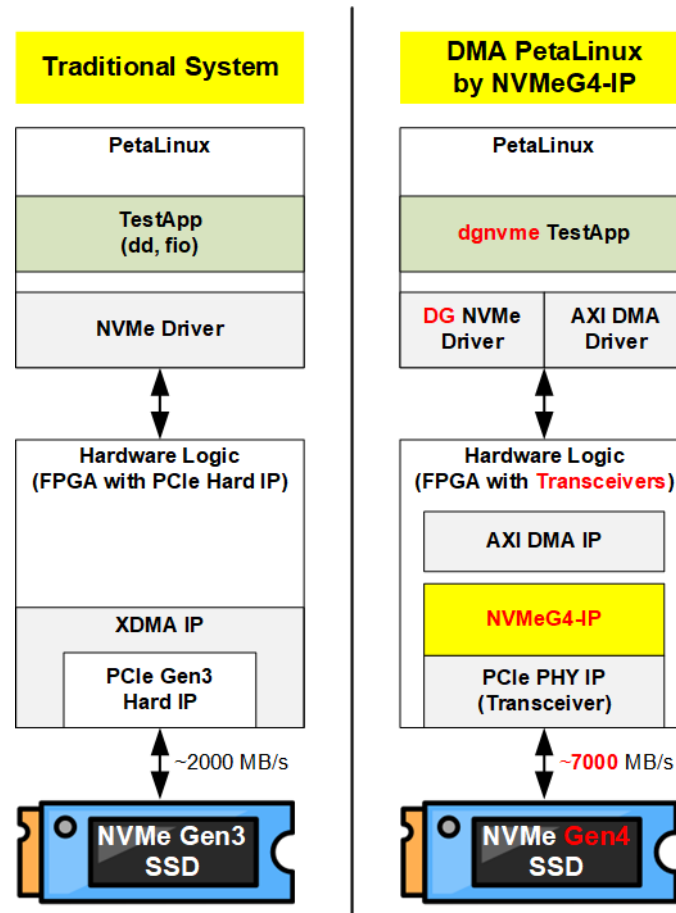 Traditional System
PetaLinux
TestApp
(dd, fio)
NVMe Driver
Hardware Logic
(FPGA with PCIe Hard IP)
XDMA IP
PCIe Gen3
Hard IP
~2000 MB/s
NVMe Gen3
SSD
DMA PetaLinux
by NVMeG4-IP
PetaLinux
dgnvme TestApp
DG NVMe
Driver
AXI DMA
Driver
Hardware Logic
(FPGA with Transceivers)
AXI DMA IP
NVMeG4-IP
PCIe PHY IP
(Transceiver)
~7000 MB/s
NVMe Gen4
SSD